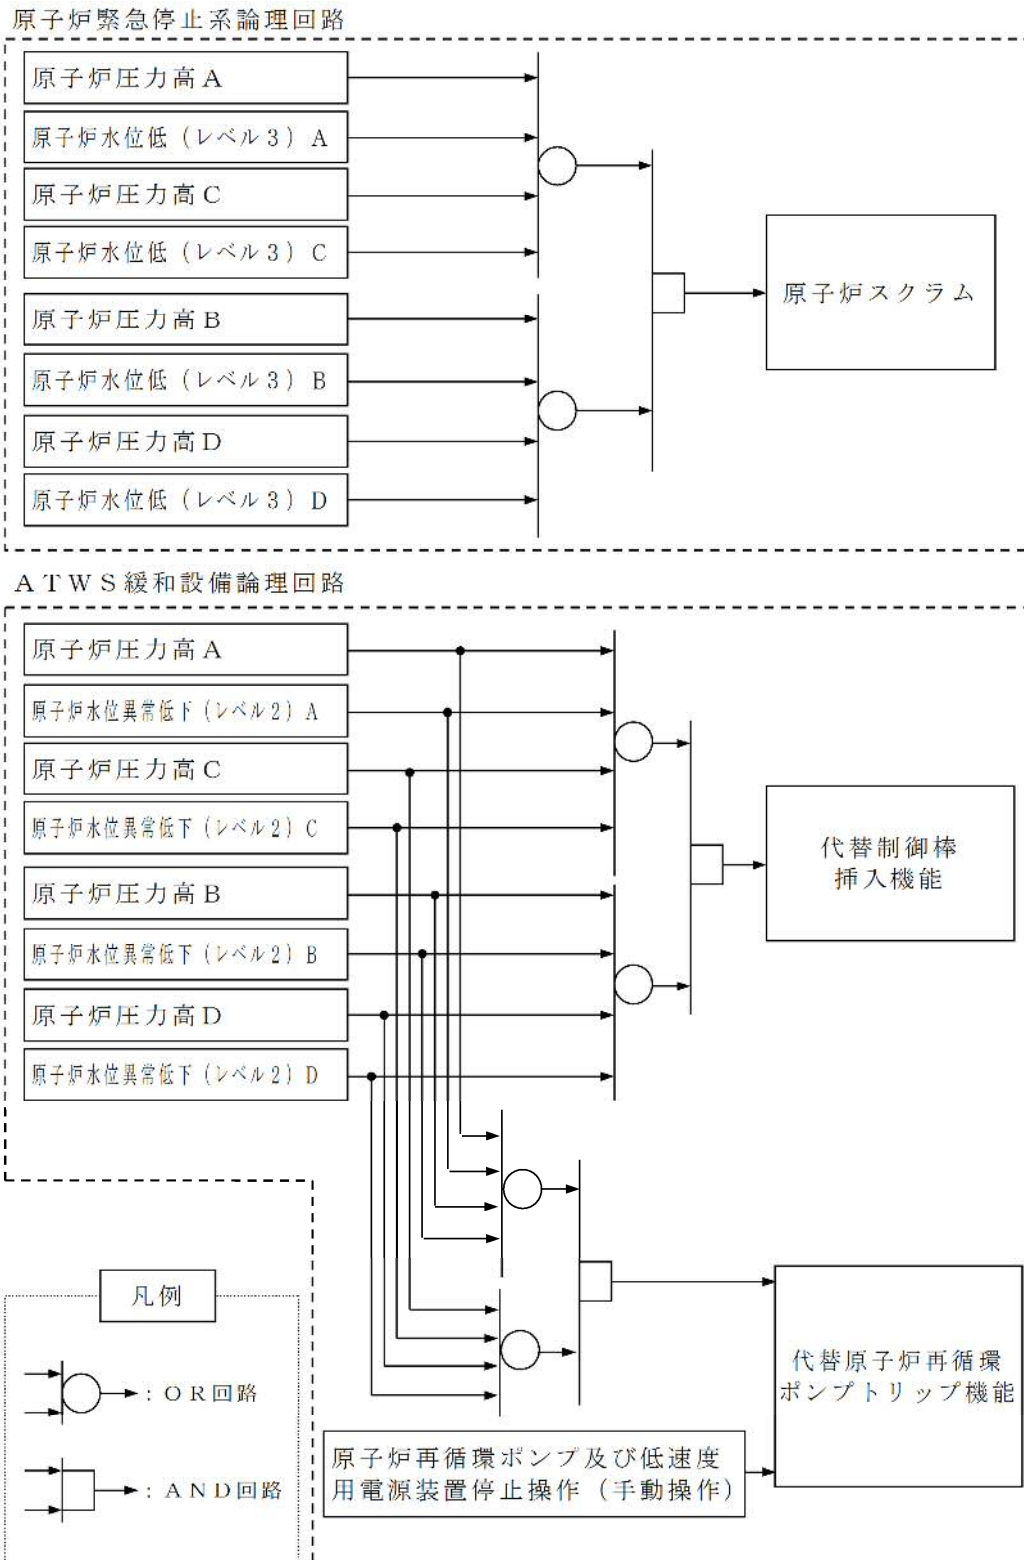 原子炉緊急停止系論理回路
原子炉圧力高A
原子炉水位低（レベル3）A
原子炉圧力高C
原子炉水位低（レベル3）C
原子炉圧力高B
原子炉水位低（レベル3）B
原子炉圧力高D
原子炉水位低（レベル3）D
原子炉スクラム
ATWS緩和設備論理回路
原子炉圧力高A
原子炉水位異常低下（レベル2）A
原子炉圧力高C
原子炉水位異常低下（レベル2）C
原子炉圧力高B
原子炉水位異常低下（レベル2）B
原子炉圧力高D
原子炉水位異常低下（レベル2）D
代替制御棒
挿入機能
代替原子炉再循環
ポンプトリップ機能
原子炉再循環ポンプ及び低速度
用電源装置停止操作（手動操作）
凡例
：OR回路
：AND回路